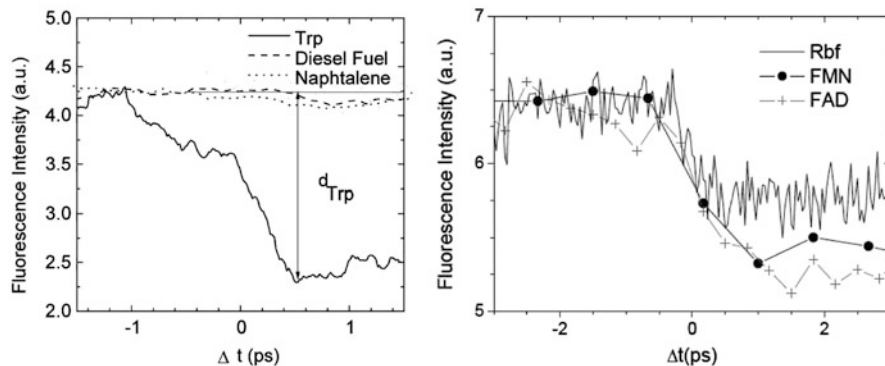 Fluorescence Intensity (a.u.)
5.0
4.5
4.0
3.5
3.0
2.5
2.0
Trp
Diesel Fuel
Naphtalene
dTrp
-1
0
1
Δ t (ps)
Fluorescence Intensity (a.u.)
7
6
5
Rbf
FMN
FAD
-2
0
2
Δt(ps)